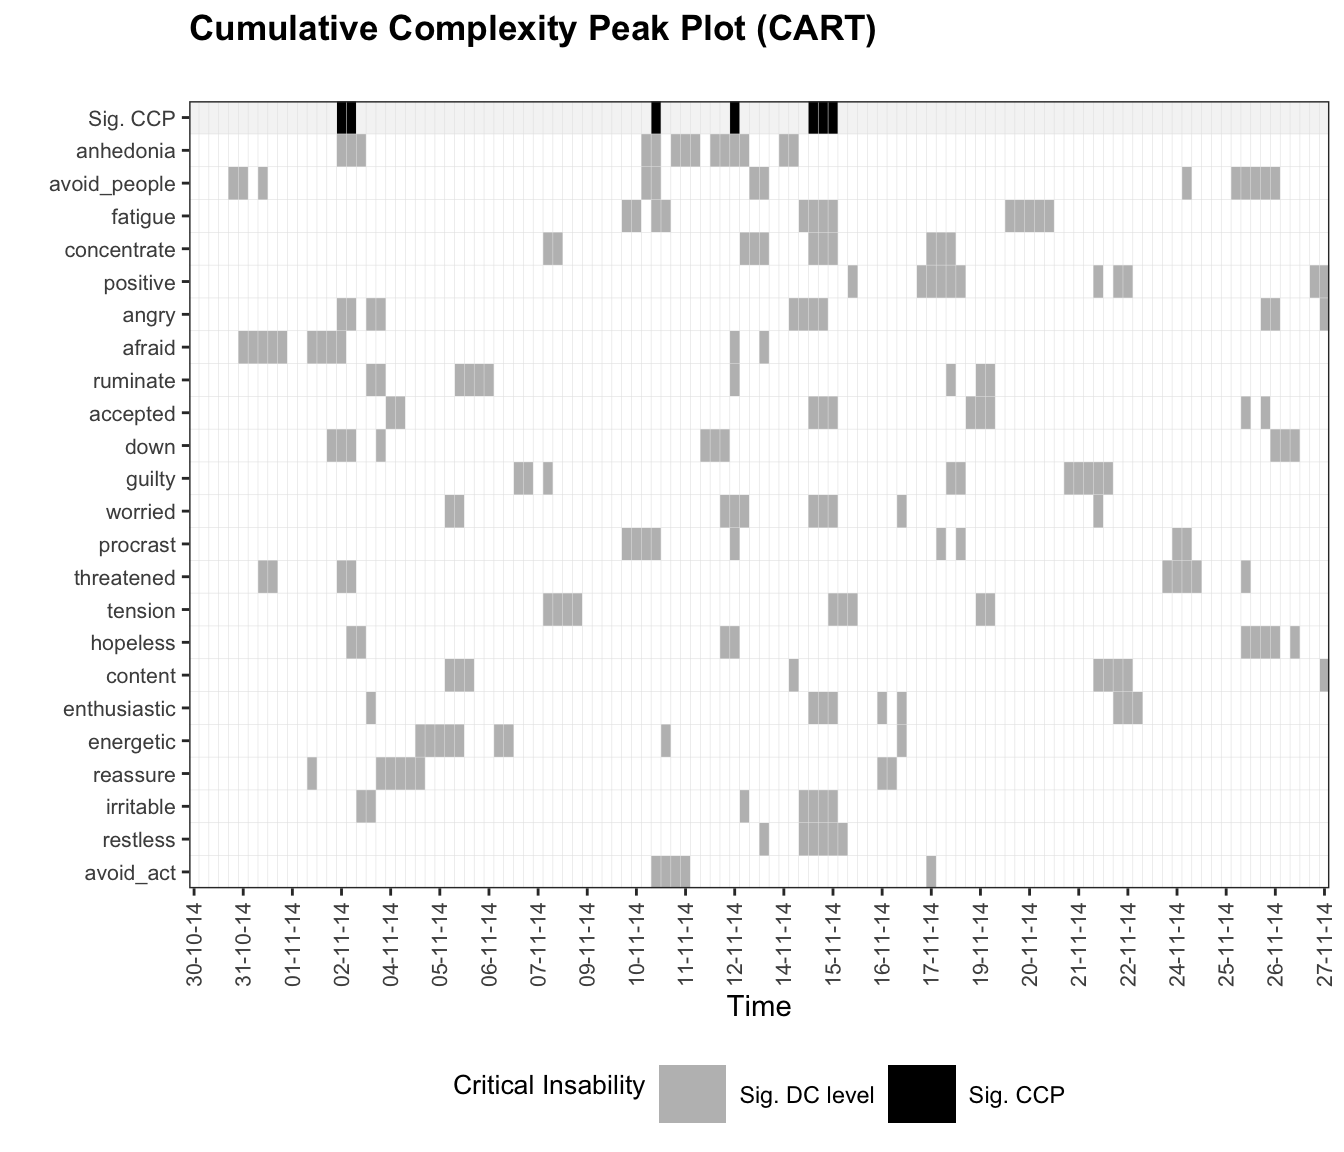 Cumulative Complexity Peak Plot (CART)
Sig. CCP
anhedonia
avoid_people
fatigue
concentrate
positive
angry
afraid
ruminate
accepted
down
guilty
worried
procrast
threatened
tension
hopeless
content
enthusiastic
energetic
reassure
irritable
restless
avoid_act
30-10-14
31-10-14
01-11-14
02-11-14
04-11-14
05-11-14
06-11-14
07-11-14
09-11-14
10-11-14
11-11-14
12-11-14
14-11-14
15-11-14
16-11-14
17-11-14
19-11-14
20-11-14
21-11-14
22-11-14
24-11-14
25-11-14
26-11-14
27-11-14
Time
Critical Insability Sig. DC level Sig. CCP